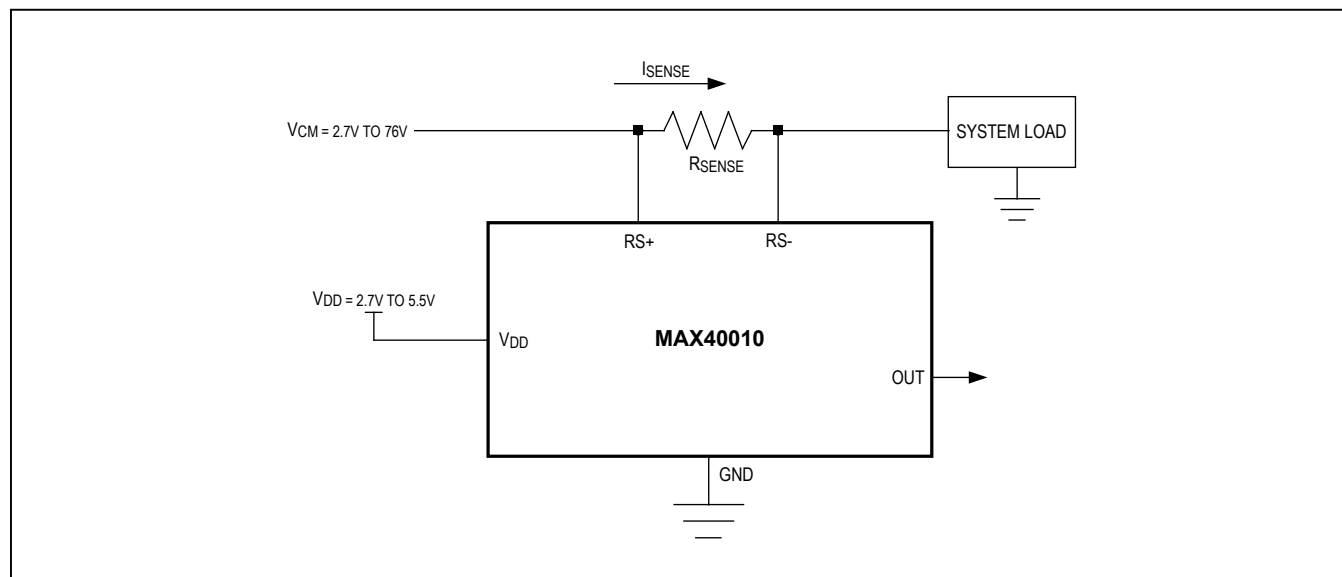 ISENSE
VCM = 2.7V TO 76V
SYSTEM LOAD
RSENSE
RS+ RS-
VDD = 2.7V TO 5.5V
VDD
MAX40010
OUT
GND